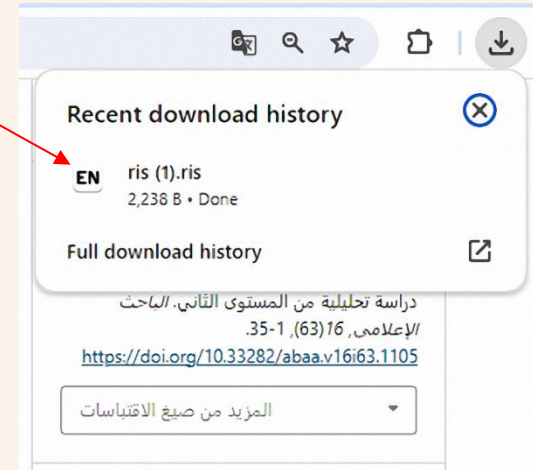 Recent download history
EN
ris (1).ris
2,238 B • Done
Full download history
دراسة تحليلية من المستوى الثاني. الباحث
الإعلامي, 16(63), 1-35.
https://doi.org/10.33282/abaa.v16i63.1105
المزيد من صيغ الاقتباسات